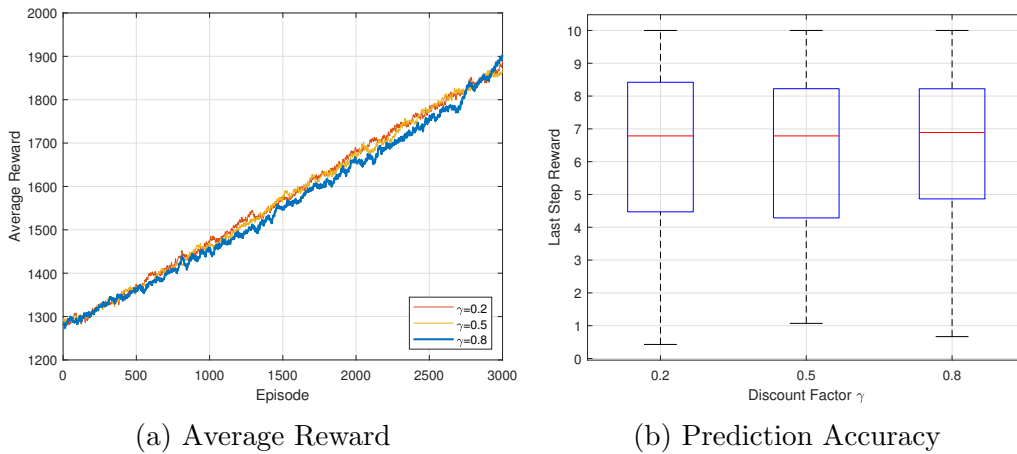 2000
1900
1800
1700
1600
1500
1400
1300
1200
Average Reward
0 500 1000 1500 2000 2500 3000
Episode
γ=0.2
γ=0.5
γ=0.8
(a) Average Reward
10
9
8
7
6
5
4
3
2
1
0
Last Step Reward
0.2 0.5 0.8
Discount Factor γ
(b) Prediction Accuracy